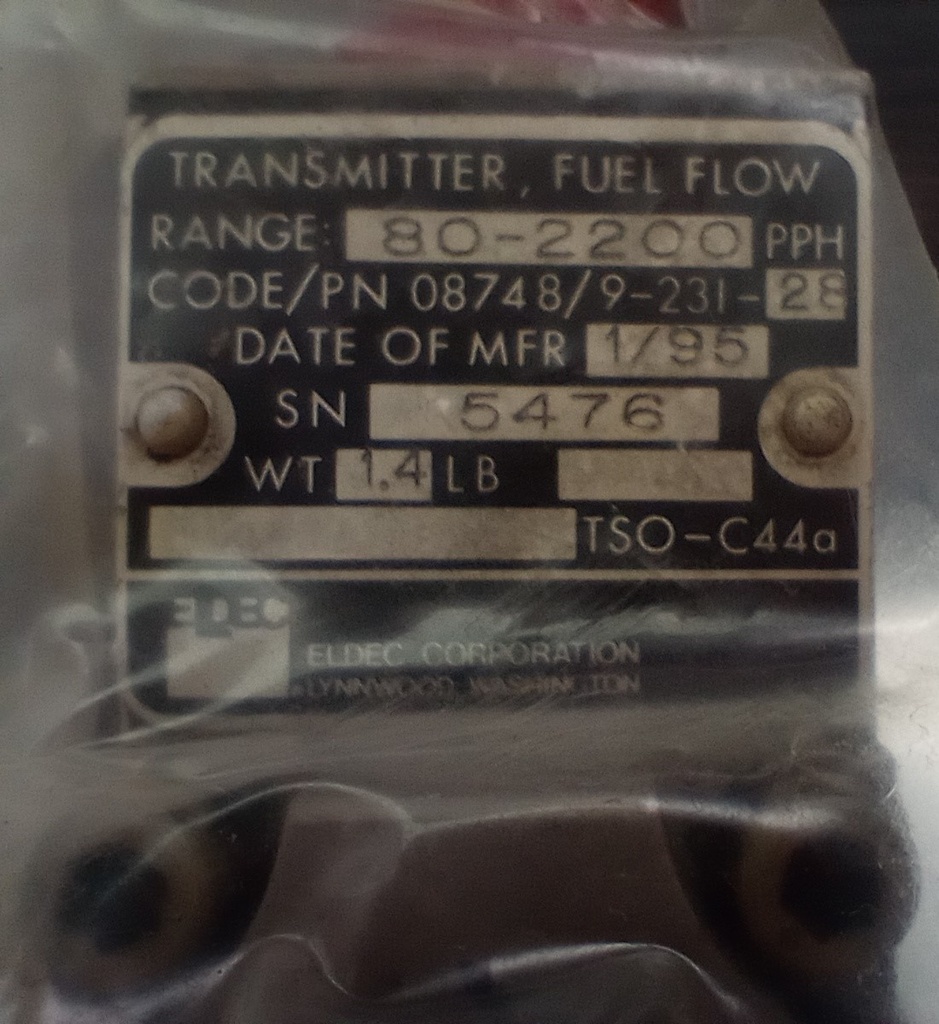 TRANSMITTER, FUEL FLOW
RANGE: 80-2200 PPH
CODE/PN 08748/9-231-28
DATE OF MFR 1/95
SN 5476
WT 1.4 LB
TSO-C44a
ELDEC
ELDEC CORPORATION
LYNNWOOD, WASHINGTON